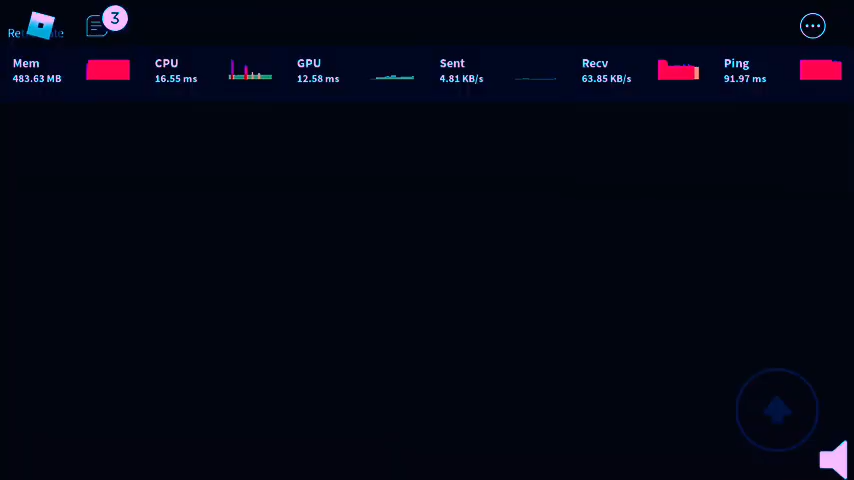 3
Mem
483.63 MB
CPU
16.55 ms
GPU
12.58 ms
Sent
4.81 KB/s
Recv
63.85 KB/s
Ping
91.97 ms